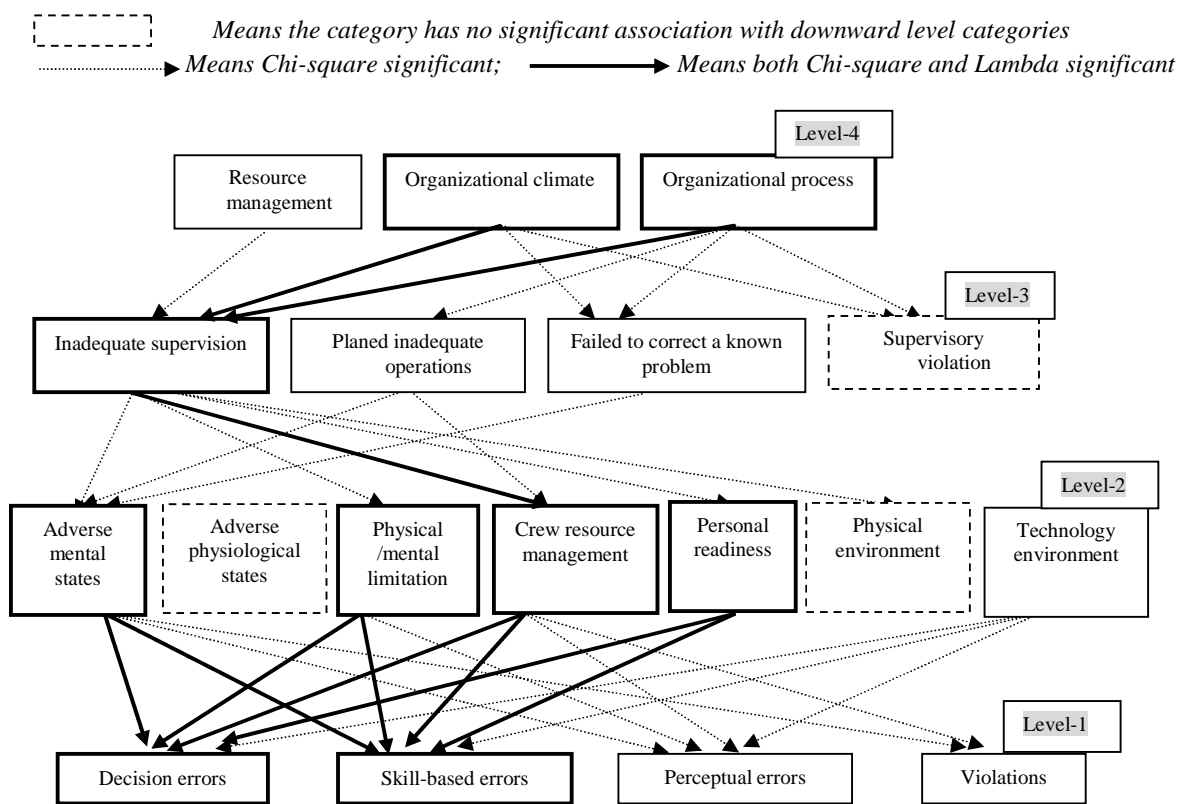 Means the category has no significant association with downward level categories
Means Chi-square significant;
Means both Chi-square and Lambda significant
Level-4
Resource
management
Organizational climate
Organizational process
Level-3
Inadequate supervision
Planed inadequate
operations
Failed to correct a known
problem
Supervisory
violation
Level-2
Adverse
mental
states
Adverse
physiological
states
Physical
/mental
limitation
Crew resource
management
Personal
readiness
Physical
environment
Technology
environment
Level-1
Decision errors
Skill-based errors
Perceptual errors
Violations